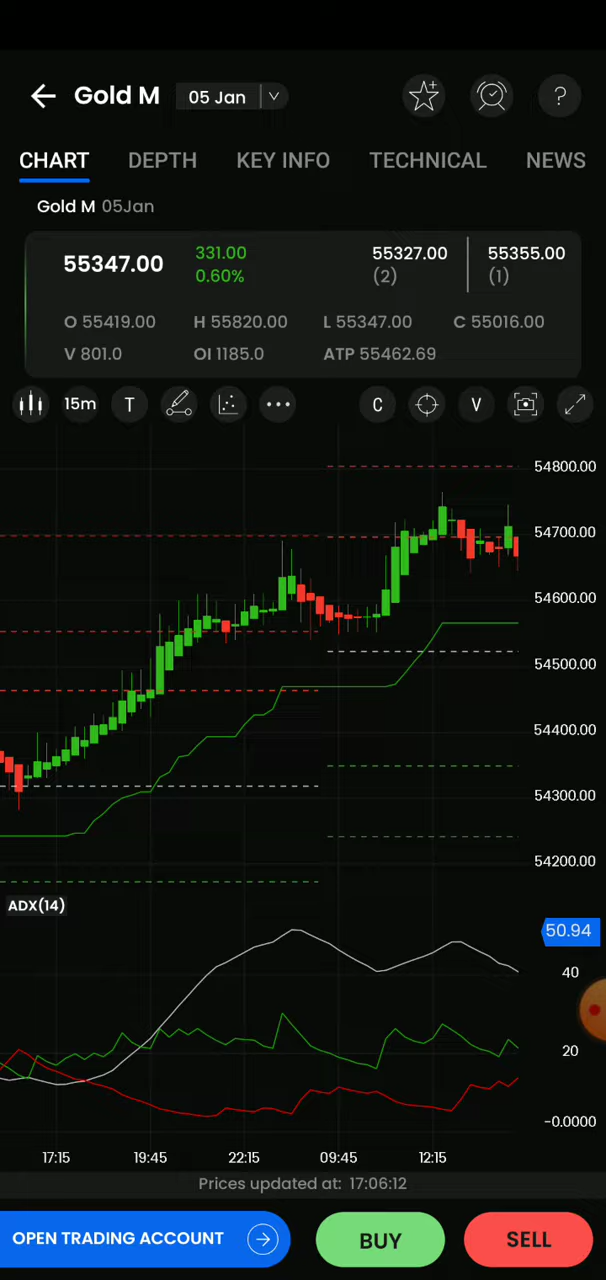 Gold M 05 Jan ?
CHART DEPTH KEY INFO TECHNICAL NEWS
Gold M 05Jan
55347.00 331.00 0.60% 55327.00 (2) 55355.00 (1)
O 55419.00 H 55820.00 L 55347.00 C 55016.00
V 801.0 OI 1185.0 ATP 55462.69
15m T C V
54800.00
54700.00
54600.00
54500.00
54400.00
54300.00
54200.00
ADX(14)
50.94
40
20
-0.0000
17:15 19:45 22:15 09:45 12:15
Prices updated at: 17:06:12
OPEN TRADING ACCOUNT BUY SELL